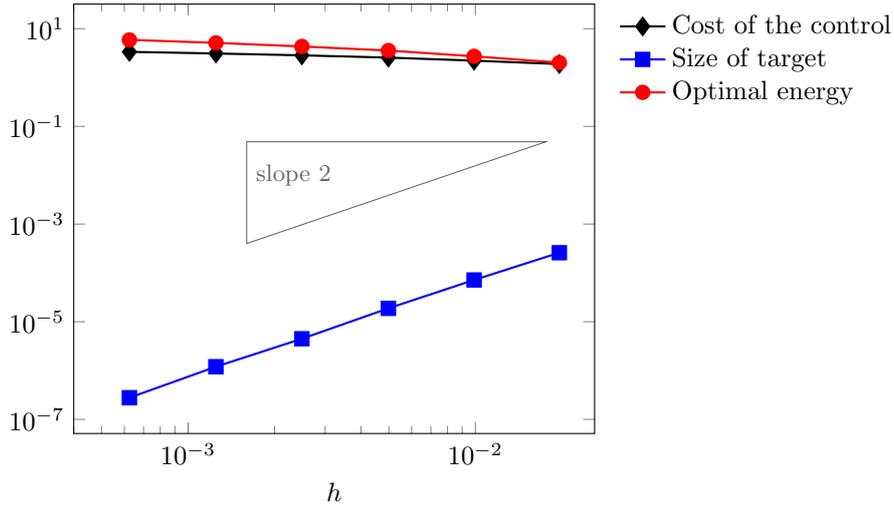 10^1
10^−1
10^−3
10^−5
10^−7
10^−3
10^−2
h
slope 2
Cost of the control
Size of target
Optimal energy